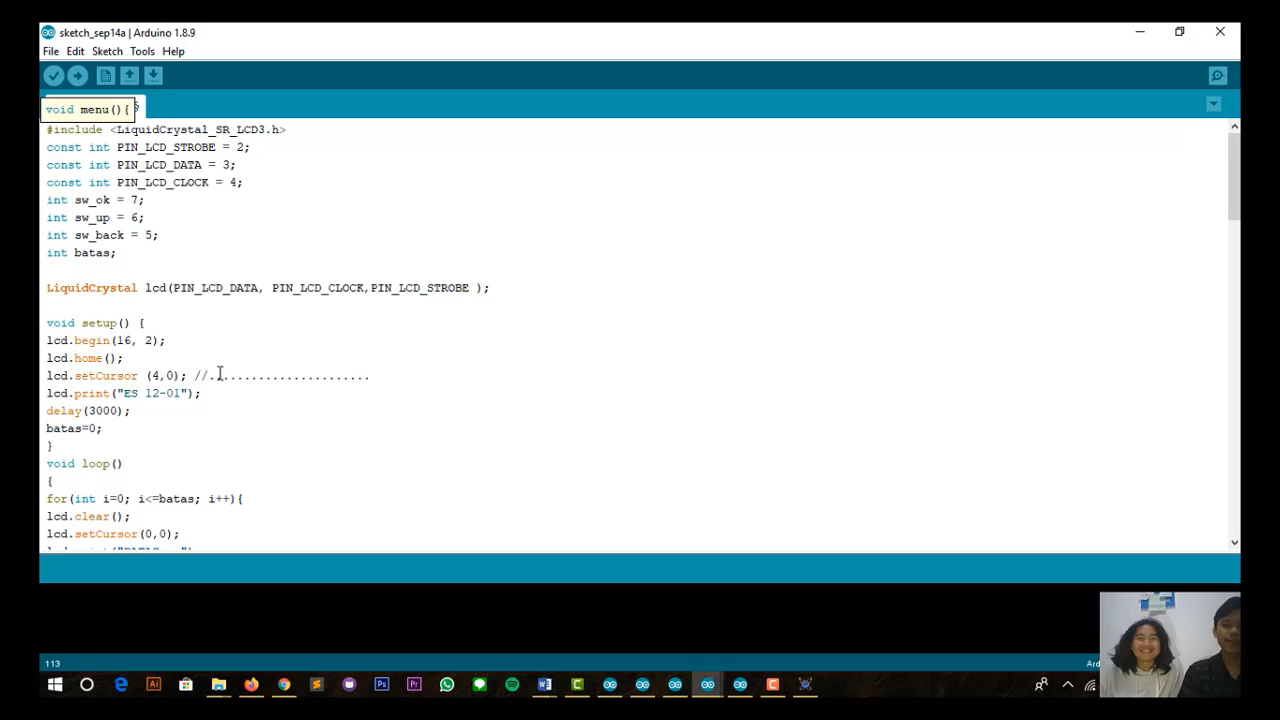 sketch_sep14a | Arduino 1.8.9
File Edit Sketch Tools Help
void menu(){
#include <LiquidCrystal_SR_LCD3.h>
const int PIN_LCD_STROBE = 2;
const int PIN_LCD_DATA = 3;
const int PIN_LCD_CLOCK = 4;
int sw_ok = 7;
int sw_up = 6;
int sw_back = 5;
int batas;
LiquidCrystal lcd(PIN_LCD_DATA, PIN_LCD_CLOCK,PIN_LCD_STROBE );
void setup() {
lcd.begin(16, 2);
lcd.home();
lcd.setCursor (4,0); //.......................
lcd.print("ES 12-01");
delay(3000);
batas=0;
}
void loop()
{
for(int i=0; i<=batas; i++){
lcd.clear();
lcd.setCursor(0,0);
113